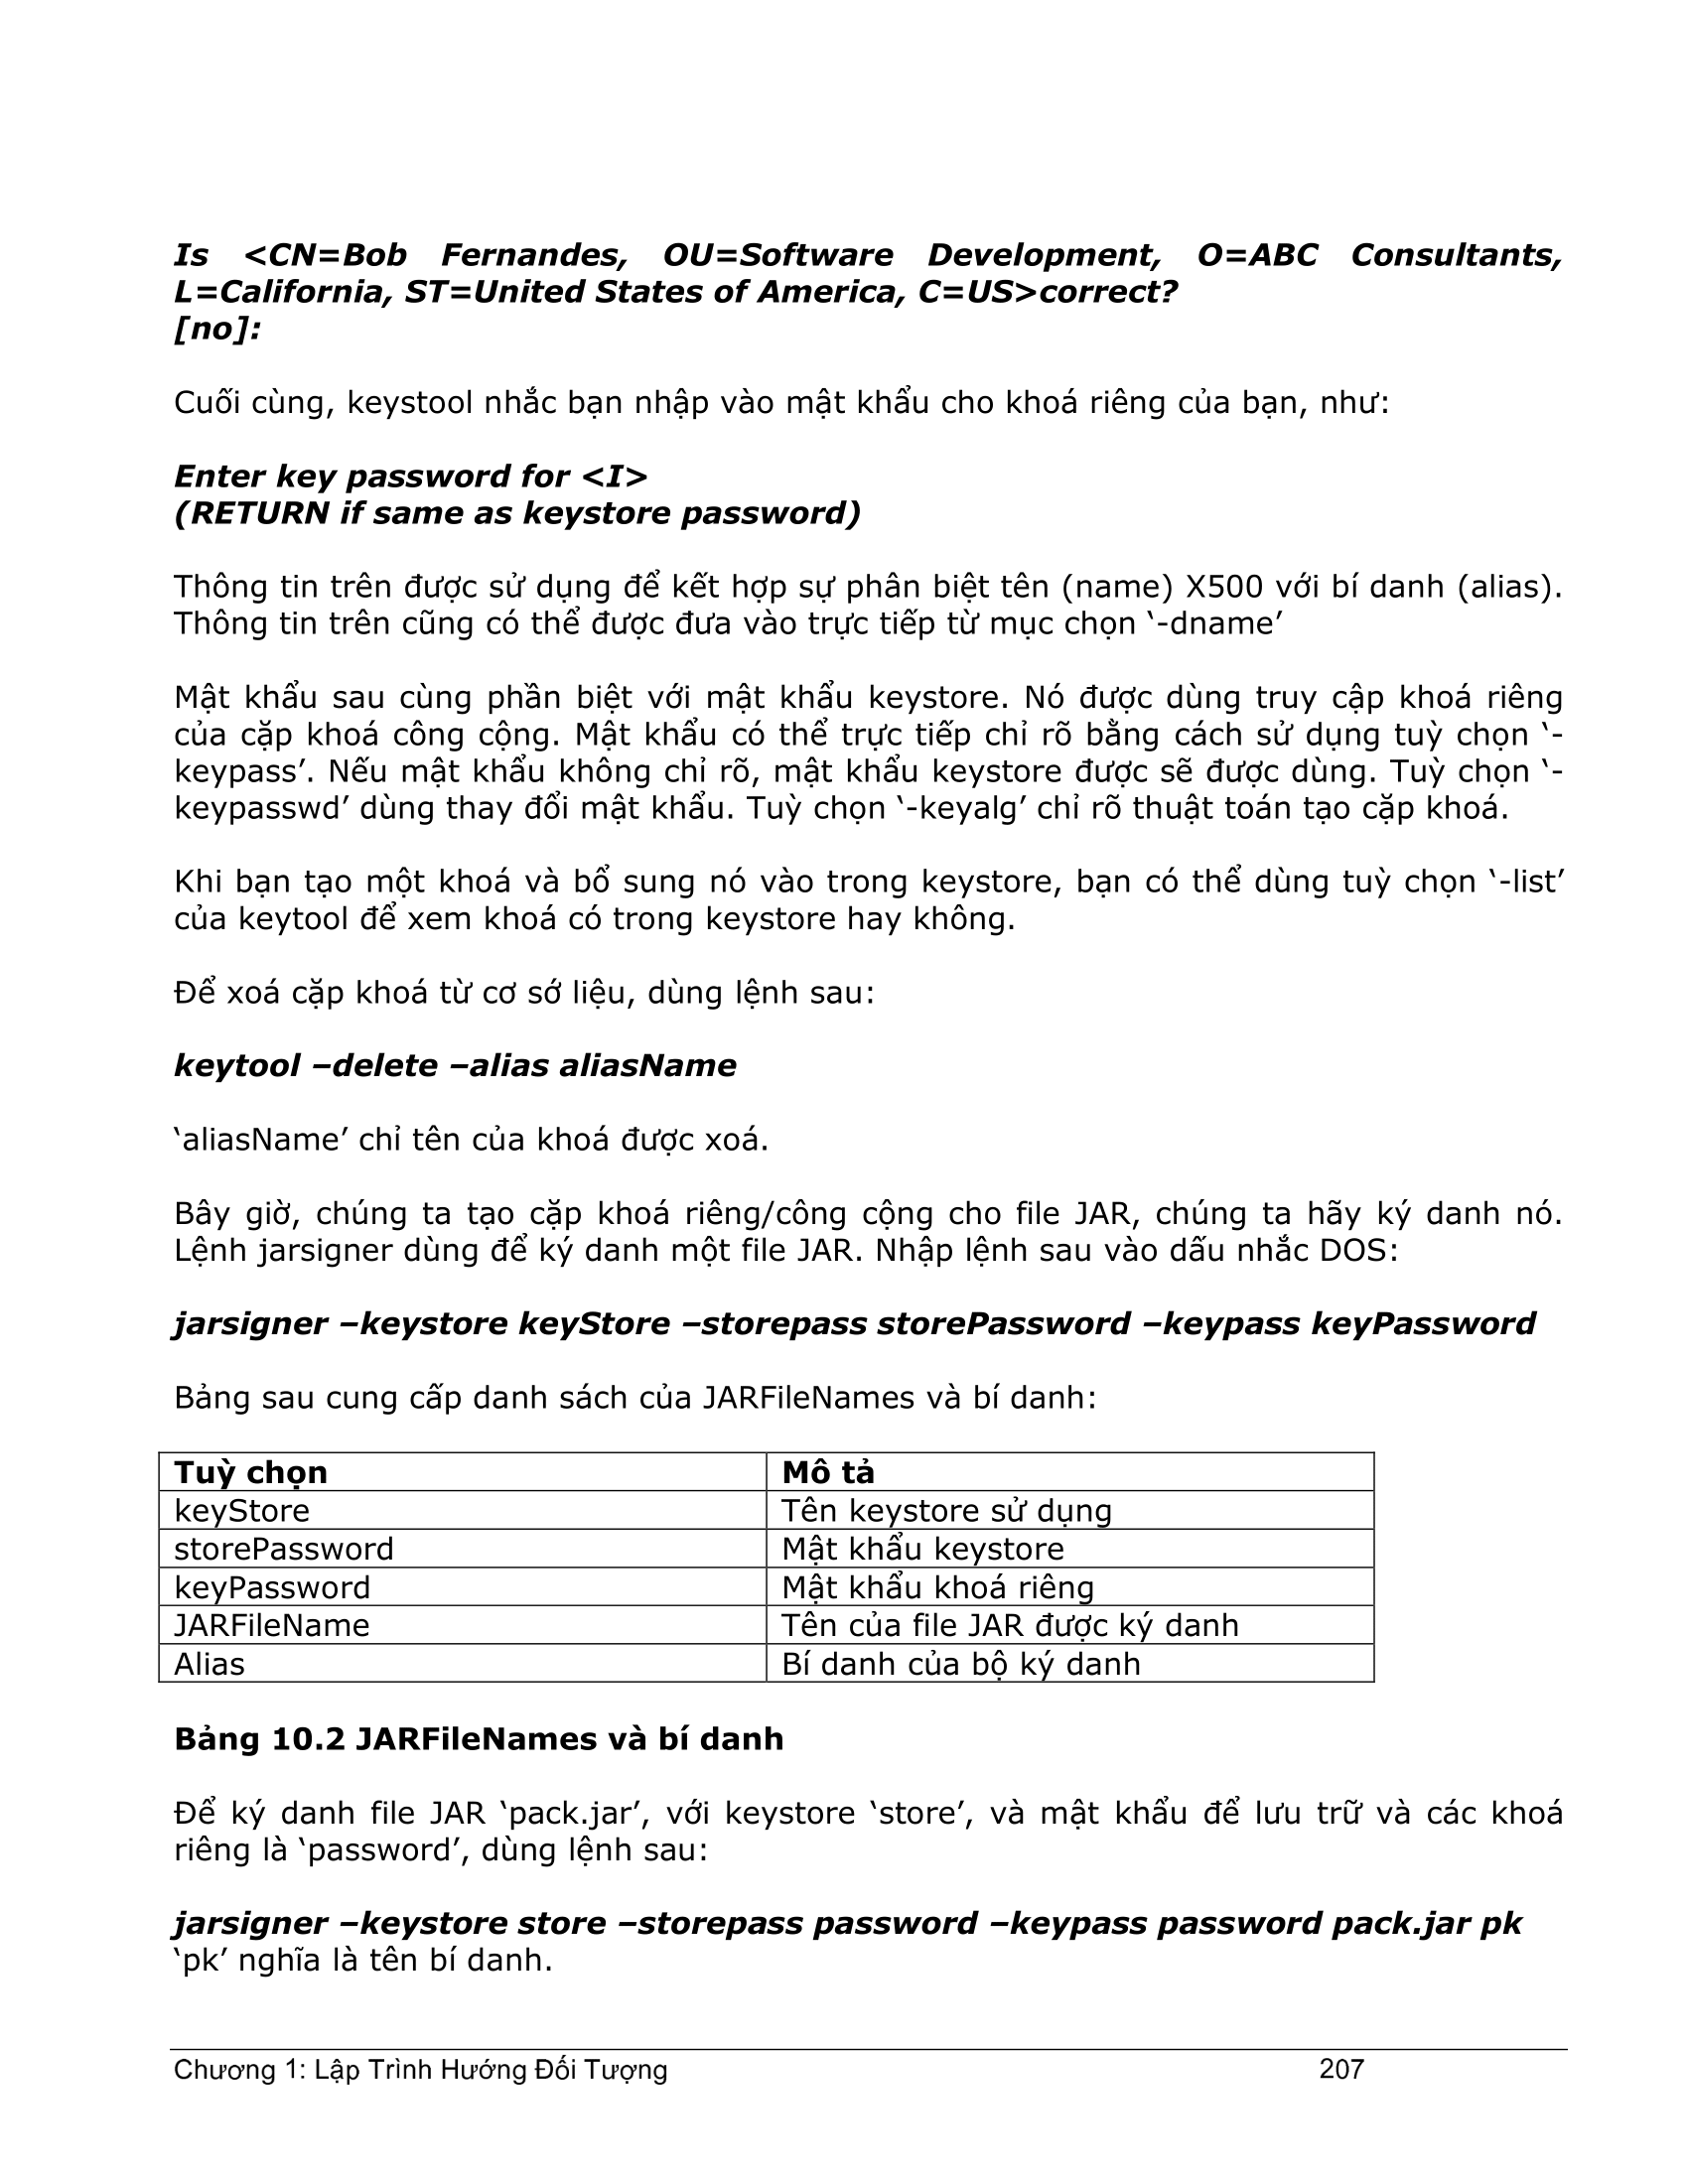 Is <CN=Bob Fernandes, OU=Software Development, O=ABC Consultants,
L=California, ST=United States of America, C=US>correct?
[no]:
Cuối cùng, keystool nhắc bạn nhập vào mật khẩu cho khoá riêng của bạn, như:
Enter key password for <I>
(RETURN if same as keystore password)
Thông tin trên được sử dụng để kết hợp sự phân biệt tên (name) X500 với bí danh (alias).
Thông tin trên cũng có thể được đưa vào trực tiếp từ mục chọn ‘-dname’
Mật khẩu sau cùng phần biệt với mật khẩu keystore. Nó được dùng truy cập khoá riêng
của cặp khoá công cộng. Mật khẩu có thể trực tiếp chỉ rõ bằng cách sử dụng tuỳ chọn ‘-
keypass’. Nếu mật khẩu không chỉ rõ, mật khẩu keystore được sẽ được dùng. Tuỳ chọn ‘-
keypasswd’ dùng thay đổi mật khẩu. Tuỳ chọn ‘-keyalg’ chỉ rõ thuật toán tạo cặp khoá.
Khi bạn tạo một khoá và bổ sung nó vào trong keystore, bạn có thể dùng tuỳ chọn ‘-list’
của keytool để xem khoá có trong keystore hay không.
Để xoá cặp khoá từ cơ sớ liệu, dùng lệnh sau:
keytool –delete –alias aliasName
‘aliasName’ chỉ tên của khoá được xoá.
Bây giờ, chúng ta tạo cặp khoá riêng/công cộng cho file JAR, chúng ta hãy ký danh nó.
Lệnh jarsigner dùng để ký danh một file JAR. Nhập lệnh sau vào dấu nhắc DOS:
jarsigner –keystore keyStore –storepass storePassword –keypass keyPassword
Bảng sau cung cấp danh sách của JARFileNames và bí danh:
Tuỳ chọn Mô tả
keyStore Tên keystore sử dụng
storePassword Mật khẩu keystore
keyPassword Mật khẩu khoá riêng
JARFileName Tên của file JAR được ký danh
Alias Bí danh của bộ ký danh
Bảng 10.2 JARFileNames và bí danh
Để ký danh file JAR ‘pack.jar’, với keystore ‘store’, và mật khẩu để lưu trữ và các khoá
riêng là ‘password’, dùng lệnh sau:
jarsigner –keystore store –storepass password –keypass password pack.jar pk
‘pk’ nghĩa là tên bí danh.
Chương 1: Lập Trình Hướng Đối Tượng 207